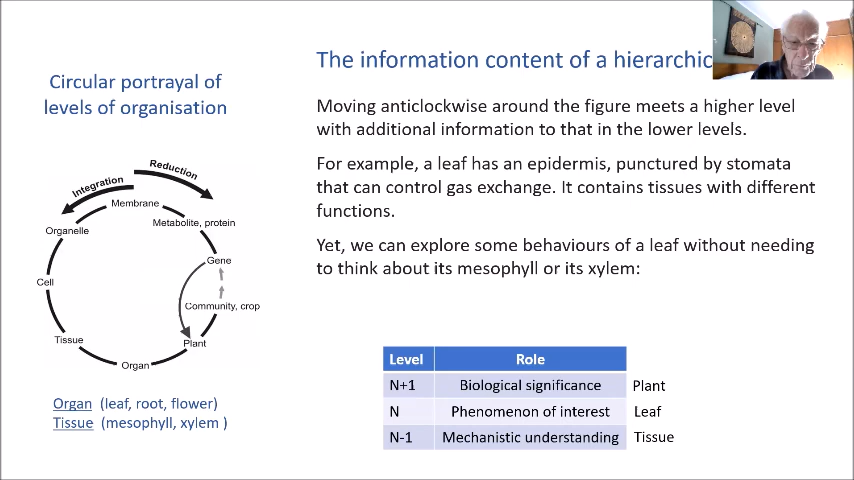 Circular portrayal of
levels of organisation
Reduction
Integration
Membrane
Organelle
Metabolite, protein
Gene
Cell
Community, crop
Tissue
Plant
Organ
Organ (leaf, root, flower)
Tissue (mesophyll, xylem )
The information content of a hierarchic
Moving anticlockwise around the figure meets a higher level
with additional information to that in the lower levels.
For example, a leaf has an epidermis, punctured by stomata
that can control gas exchange. It contains tissues with different
functions.
Yet, we can explore some behaviours of a leaf without needing
to think about its mesophyll or its xylem:
Level Role
N+1 Biological significance Plant
N Phenomenon of interest Leaf
N-1 Mechanistic understanding Tissue